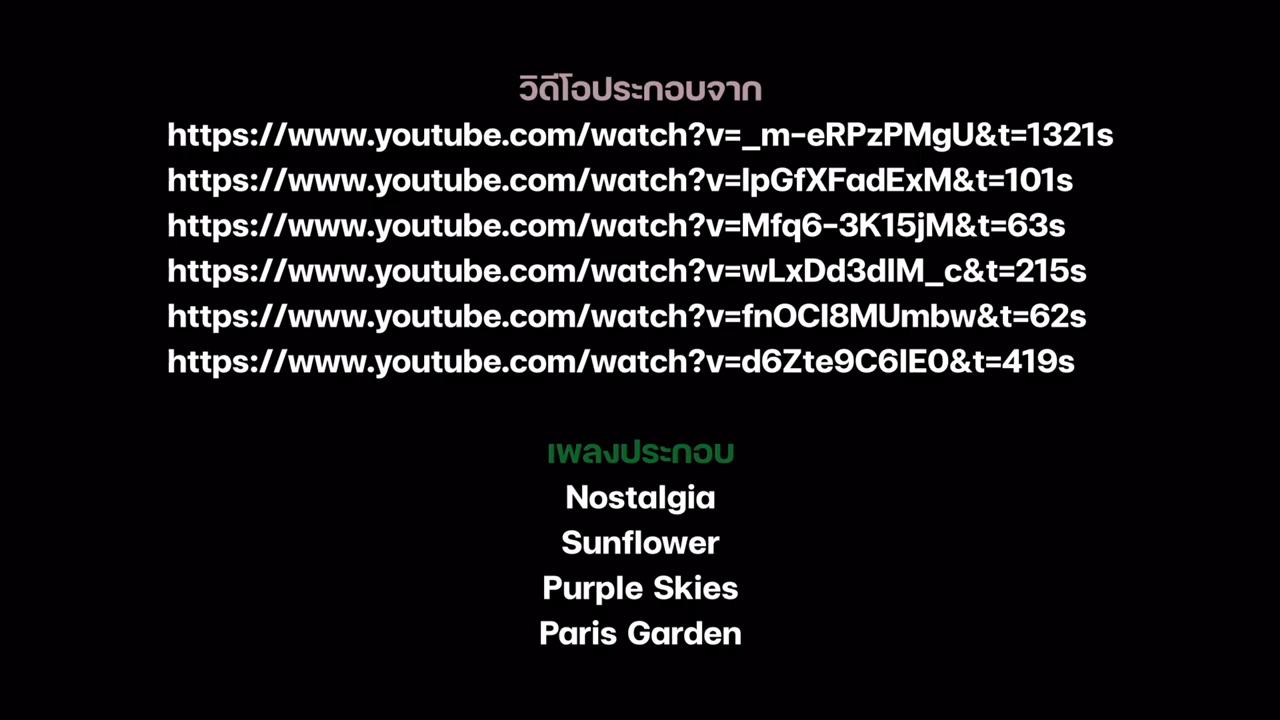 วิดีโอประกอบจาก
https://www.youtube.com/watch?v=_m-eRPzPMgU&t=1321s
https://www.youtube.com/watch?v=lpGfXFadExM&t=101s
https://www.youtube.com/watch?v=Mfq6-3K15jM&t=63s
https://www.youtube.com/watch?v=wLxDd3dlM_c&t=215s
https://www.youtube.com/watch?v=fnOCl8MUmbw&t=62s
https://www.youtube.com/watch?v=d6Zte9C6lE0&t=419s
เพลงประกอบ
Nostalgia
Sunflower
Purple Skies
Paris Garden